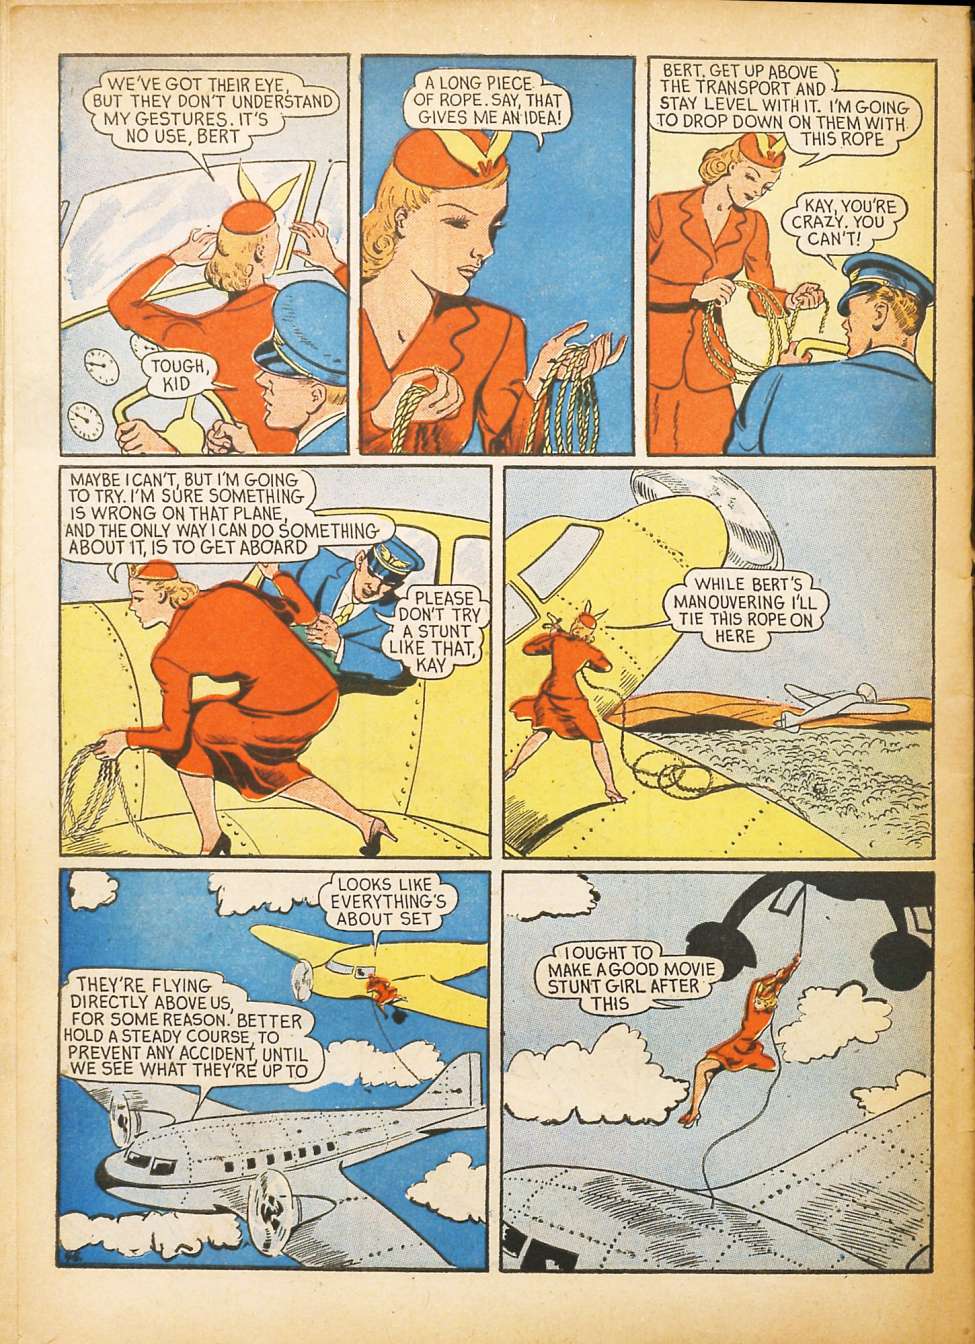 WE'VE GOT THEIR EYE,
BUT THEY DON'T UNDERSTAND
MY GESTURES. IT'S
NO USE, BERT
TOUGH,
KID
A LONG PIECE
OF ROPE. SAY, THAT
GIVES ME AN IDEA!
BERT, GET UP ABOVE
THE TRANSPORT AND
STAY LEVEL WITH IT. I'M GOING
TO DROP DOWN ON THEM WITH
THIS ROPE
KAY, YOU'RE
CRAZY. YOU
CAN'T!
MAYBE I CAN'T, BUT I'M GOING
TO TRY. I'M SURE SOMETHING
IS WRONG ON THAT PLANE,
AND THE ONLY WAY I CAN DO SOMETHING
ABOUT IT, IS TO GET ABOARD
PLEASE
DON'T TRY
A STUNT
LIKE THAT,
KAY
WHILE BERT'S
MANOUVERING I'LL
TIE THIS ROPE ON
HERE
LOOKS LIKE
EVERYTHING'S
ABOUT SET
THEY'RE FLYING
DIRECTLY ABOVE US,
FOR SOME REASON. BETTER
HOLD A STEADY COURSE, TO
PREVENT ANY ACCIDENT, UNTIL
WE SEE WHAT THEY'RE UP TO
I OUGHT TO
MAKE A GOOD MOVIE
STUNT GIRL AFTER
THIS